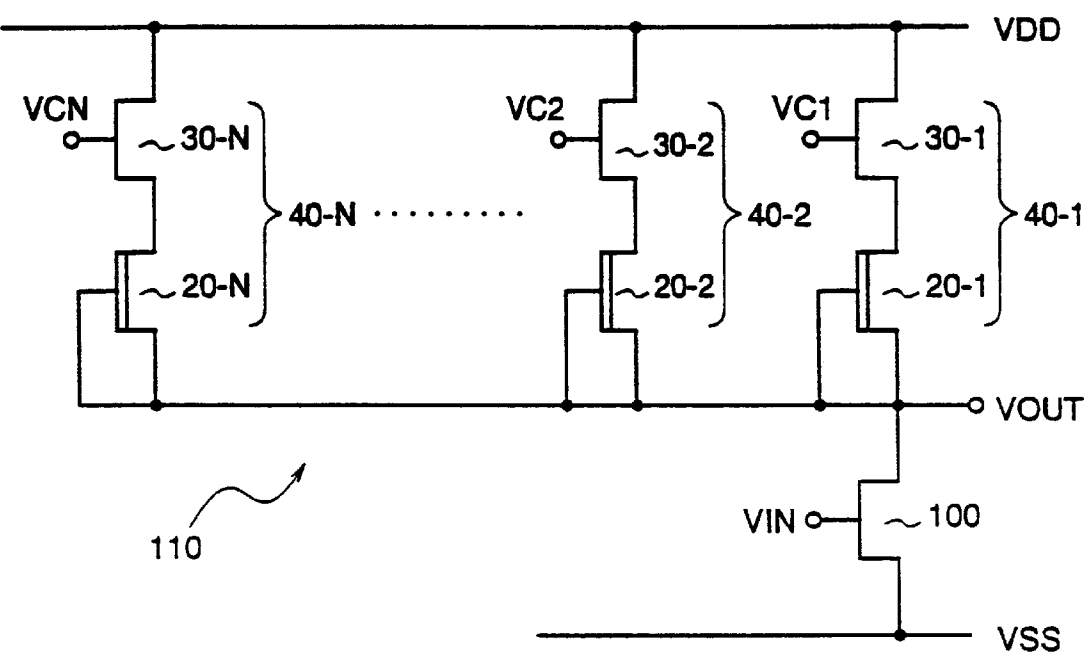 VDD
VCN
VC2
VC1
30-N
30-2
30-1
40-N
40-2
40-1
20-N
20-2
20-1
VOUT
VIN
100
110
VSS